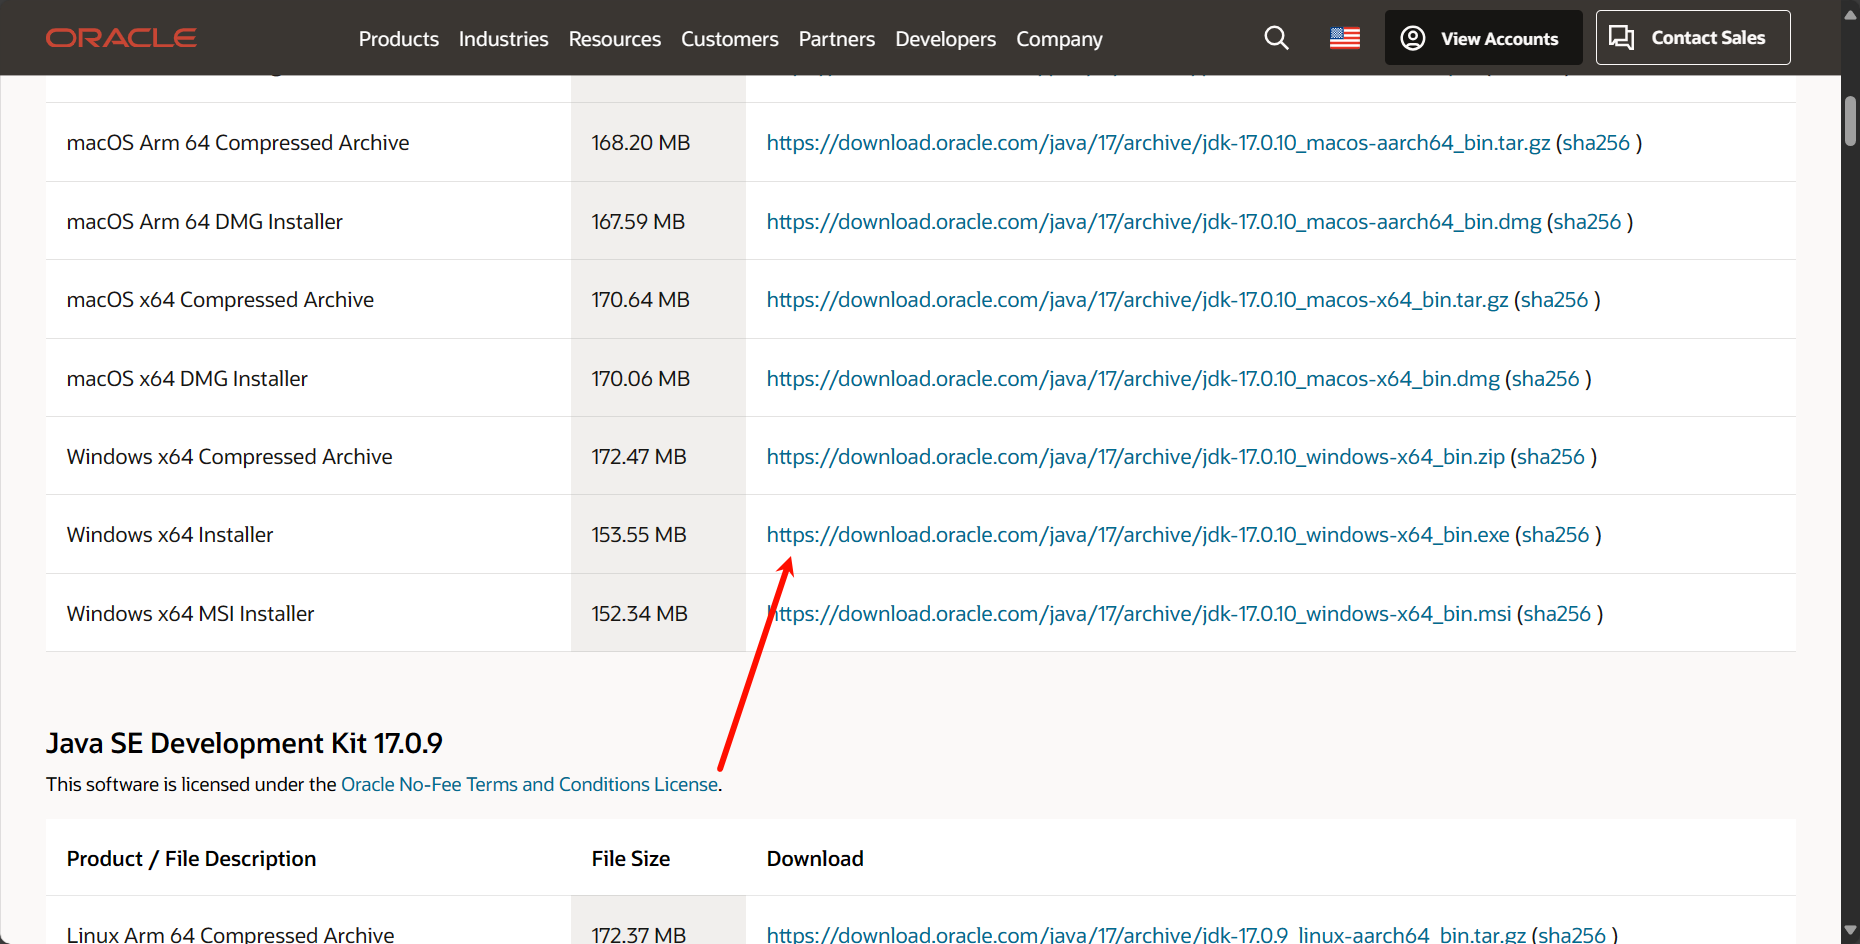 ORACLE Products Industries Resources Customers Partners Developers Company View Accounts Contact Sales
macOS Arm 64 Compressed Archive 168.20 MB https://download.oracle.com/java/17/archive/jdk-17.0.10_macos-aarch64_bin.tar.gz (sha256 )
macOS Arm 64 DMG Installer 167.59 MB https://download.oracle.com/java/17/archive/jdk-17.0.10_macos-aarch64_bin.dmg (sha256 )
macOS x64 Compressed Archive 170.64 MB https://download.oracle.com/java/17/archive/jdk-17.0.10_macos-x64_bin.tar.gz (sha256 )
macOS x64 DMG Installer 170.06 MB https://download.oracle.com/java/17/archive/jdk-17.0.10_macos-x64_bin.dmg (sha256 )
Windows x64 Compressed Archive 172.47 MB https://download.oracle.com/java/17/archive/jdk-17.0.10_windows-x64_bin.zip (sha256 )
Windows x64 Installer 153.55 MB https://download.oracle.com/java/17/archive/jdk-17.0.10_windows-x64_bin.exe (sha256 )
Windows x64 MSI Installer 152.34 MB https://download.oracle.com/java/17/archive/jdk-17.0.10_windows-x64_bin.msi (sha256 )
Java SE Development Kit 17.0.9
This software is licensed under the Oracle No-Fee Terms and Conditions License.
Product / File Description File Size Download
Linux Arm 64 Compressed Archive 172.37 MB https://download.oracle.com/java/17/archive/jdk-17.0.9_linux-aarch64_bin.tar.gz (sha256 )